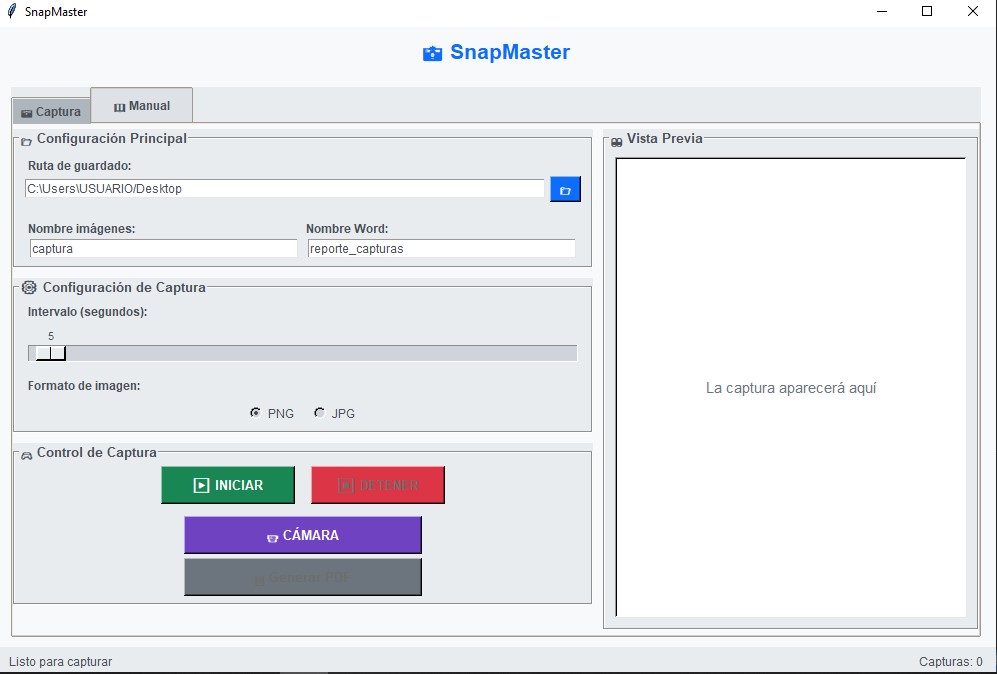 SnapMaster
SnapMaster
Captura
Manual
Configuración Principal
Ruta de guardado:
C:\Users\USUARIO/Desktop
Nombre imágenes: Nombre Word:
captura reporte_capturas
Configuración de Captura
Intervalo (segundos):
5
Formato de imagen:
PNG JPG
Control de Captura
INICIAR DETENER
CÁMARA
Generar PDF
Vista Previa
La captura aparecerá aquí
Listo para capturar Capturas: 0